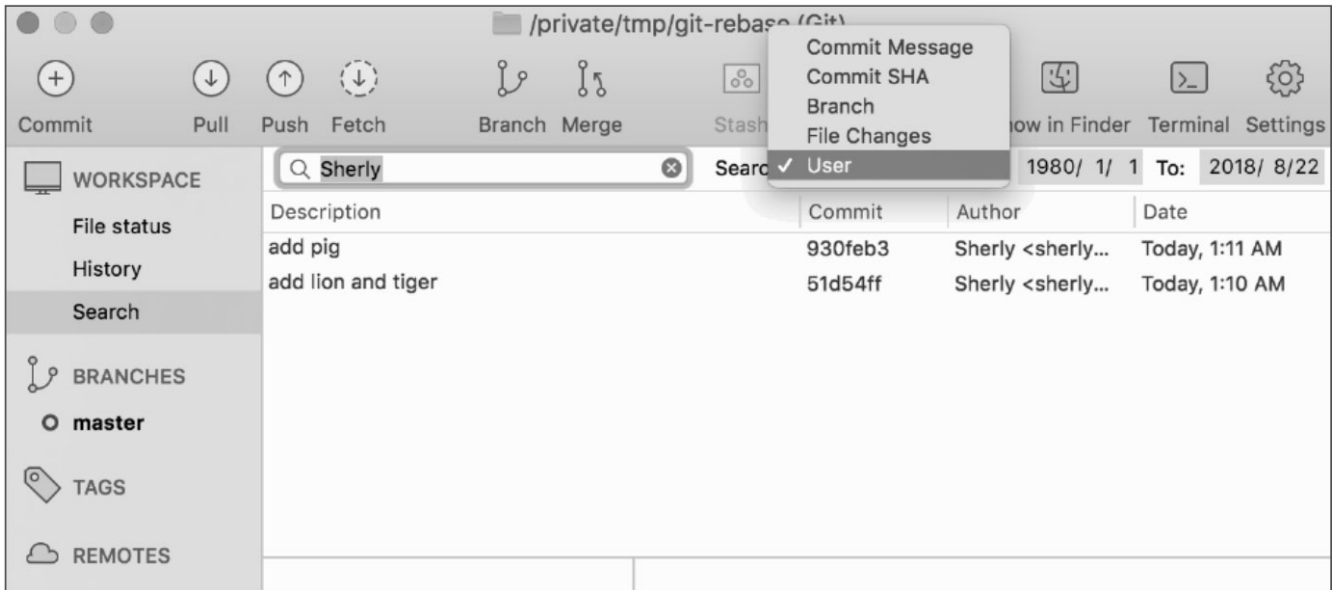 /private/tmp/git-rebase (Git)
Commit Message
Commit SHA
Branch
File Changes
✓ User
Commit Pull Push Fetch Branch Merge Stash how in Finder Terminal Settings
Sherly Searc 1980/ 1/ 1 To: 2018/ 8/22
WORKSPACE
File status
History
Search
BRANCHES
master
TAGS
REMOTES
Description Commit Author Date
add pig 930feb3 Sherly <sherly... Today, 1:11 AM
add lion and tiger 51d54ff Sherly <sherly... Today, 1:10 AM